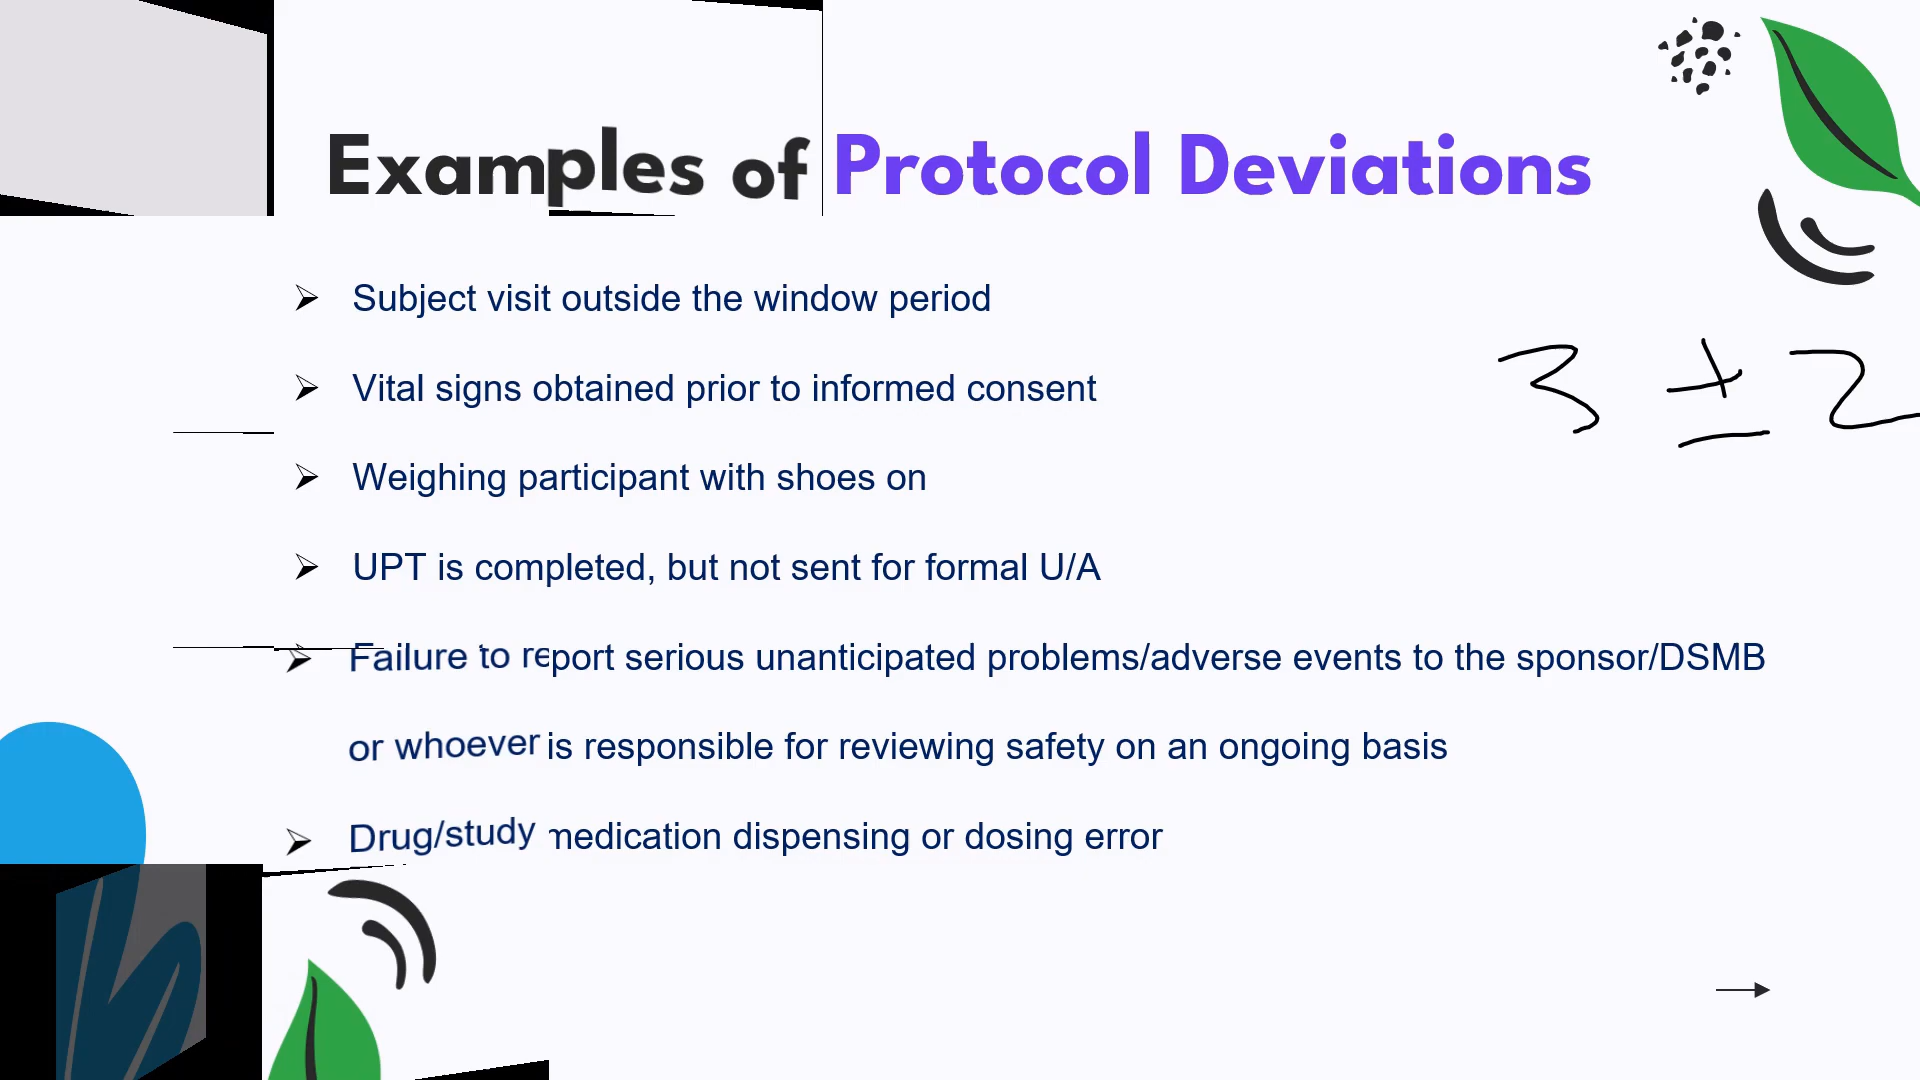 Examples of Protocol Deviations
➢ Subject visit outside the window period
➢ Vital signs obtained prior to informed consent
3 ± 2
➢ Weighing participant with shoes on
➢ UPT is completed, but not sent for formal U/A
➢ Failure to report serious unanticipated problems/adverse events to the sponsor/DSMB
or whoever is responsible for reviewing safety on an ongoing basis
➢ Drug/study medication dispensing or dosing error